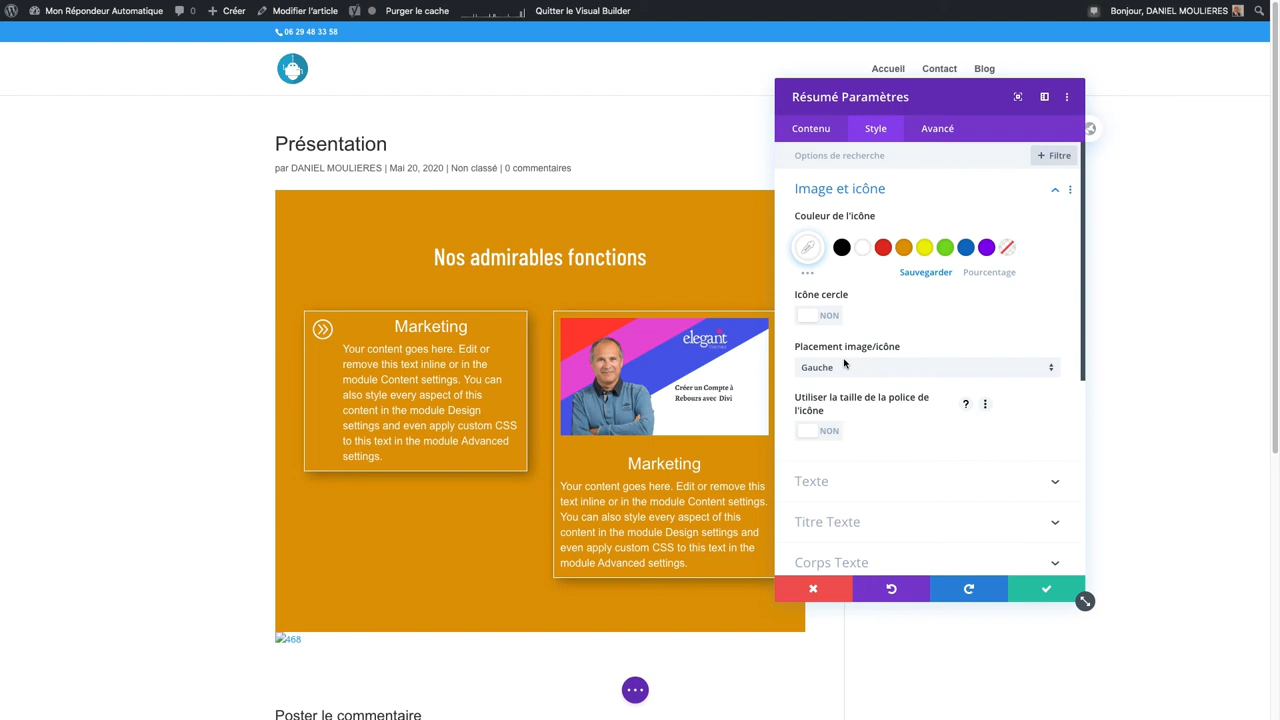 Mon Répondeur Automatique 0 Créer Modifier l'article Purger le cache Quitter le Visual Builder Bonjour, DANIEL MOULIERES
06 29 48 33 58
Accueil Contact Blog
Présentation
par DANIEL MOULIERES | Mai 20, 2020 | Non classé | 0 commentaires
Nos admirables fonctions
Marketing
Your content goes here. Edit or
remove this text inline or in the
module Content settings. You can
also style every aspect of this
content in the module Design
settings and even apply custom CSS
to this text in the module Advanced
settings.
elegant
themes
Créer un Compte à
Rebours avec Divi
Marketing
Your content goes here. Edit or remove this
text inline or in the module Content settings.
You can also style every aspect of this
content in the module Design settings and
even apply custom CSS to this text in the
module Advanced settings.
468
Poster le commentaire
Résumé Paramètres
Contenu Style Avancé
Options de recherche + Filtre
Image et icône
Couleur de l'icône
Sauvegarder Pourcentage
Icône cercle
NON
Placement image/icône
Gauche
Utiliser la taille de la police de
l'icône
?
NON
Texte
Titre Texte
Corps Texte